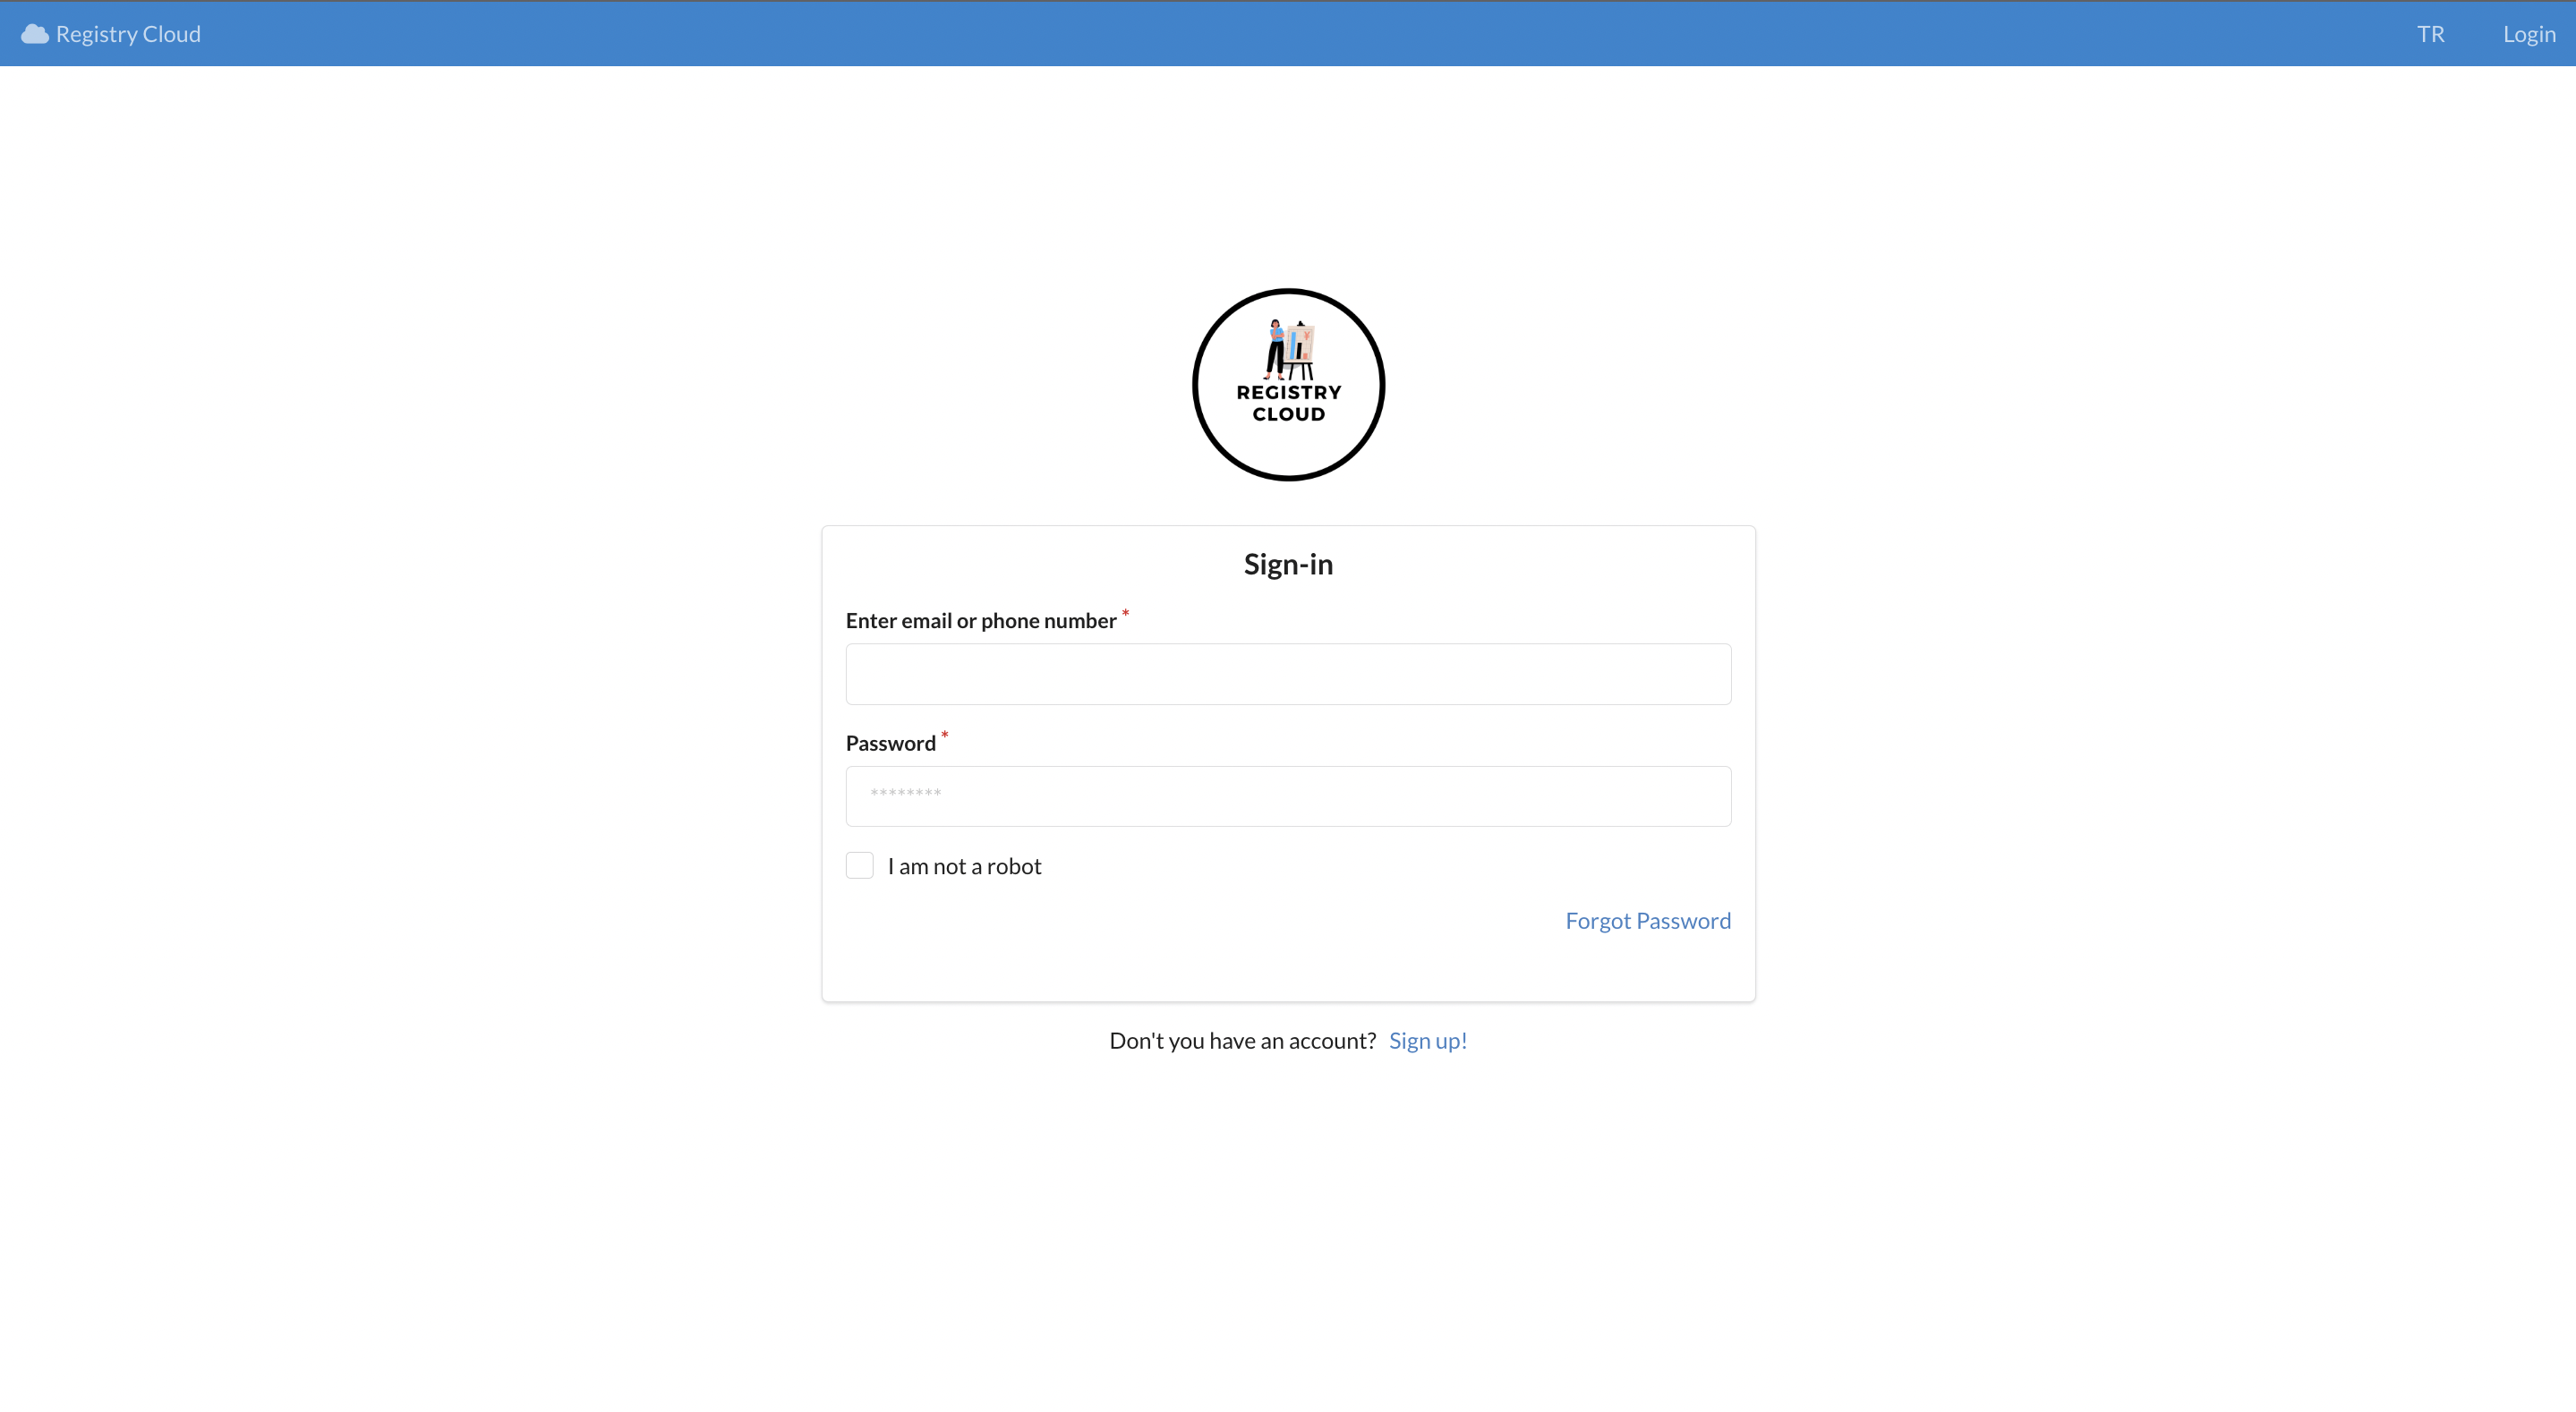 Registry Cloud
TR
Login
REGISTRY
CLOUD
Sign-in
Enter email or phone number *
Password *
********
I am not a robot
Forgot Password
Don't you have an account? Sign up!